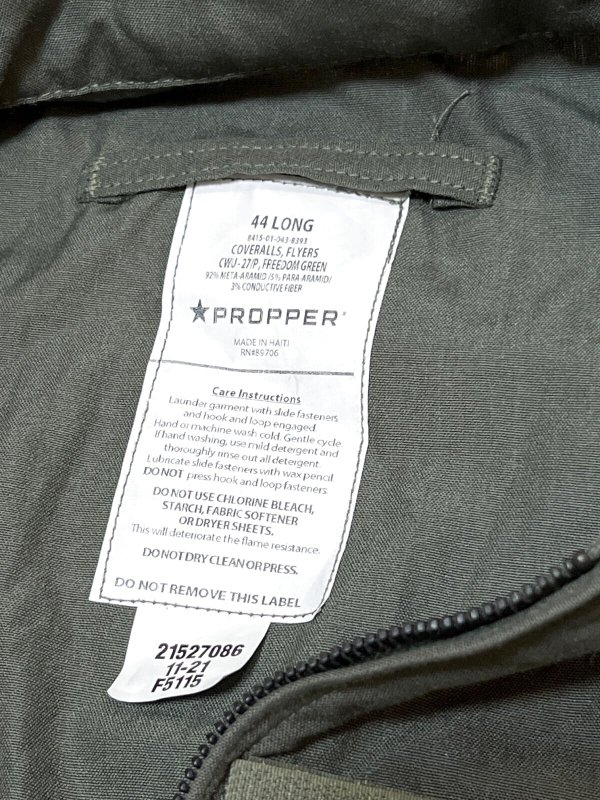 44 LONG
8415-01-043-8393
COVERALLS, FLYERS
CWU-27/P, FREEDOM GREEN
92% META-ARAMID/5% PARA-ARAMID/
3% CONDUCTIVE FIBER
PROPPER
MADE IN HAITI
RN#89706
Care Instructions
Launder garment with slide fasteners
and hook and loop engaged.
Hand or machine wash cold. Gentle cycle.
If hand washing, use mild detergent and
thoroughly rinse out all detergent.
Lubricate slide fasteners with wax pencil.
DO NOT press hook and loop fasteners.
DO NOT USE CHLORINE BLEACH,
STARCH, FABRIC SOFTENER
OR DRYER SHEETS.
This will deteriorate the flame resistance.
DO NOT DRY CLEAN OR PRESS.
DO NOT REMOVE THIS LABEL
21527086
11-21
F5115